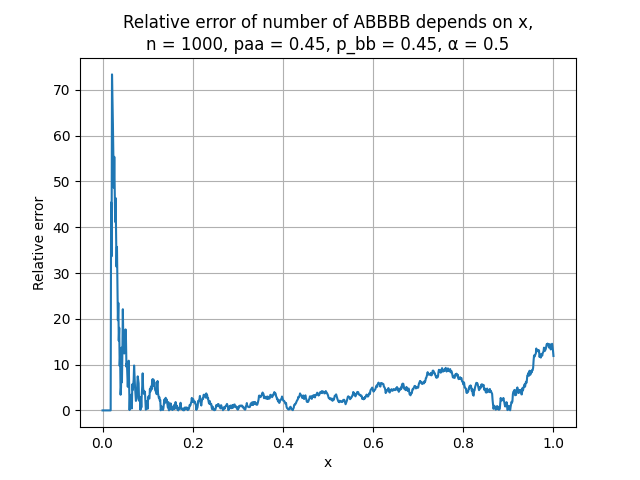 Relative error of number of ABBBB depends on x,
n = 1000, paa = 0.45, p_bb = 0.45, α = 0.5
Relative error
70
60
50
40
30
20
10
0
0.0 0.2 0.4 0.6 0.8 1.0
x